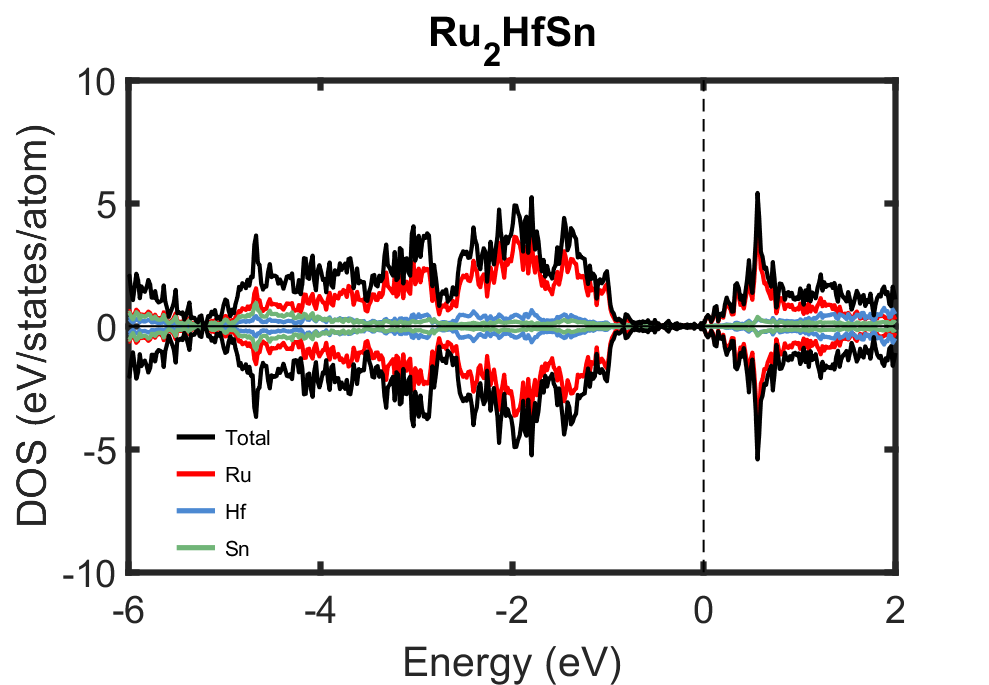 Ru2HfSn
10
5
0
-5
-10
DOS (eV/states/atom)
Total
Ru
Hf
Sn
-6 -4 -2 0 2
Energy (eV)